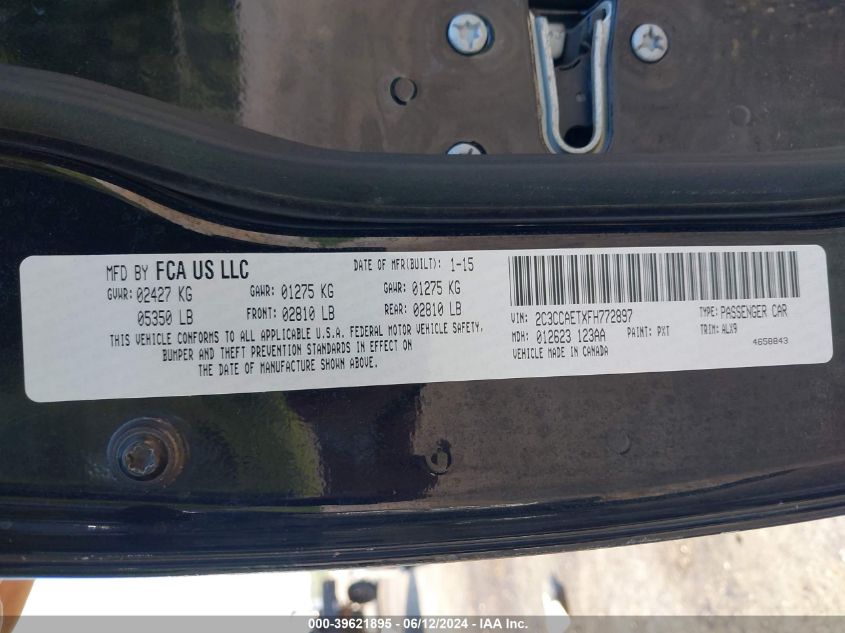 MFD BY FCA US LLC DATE OF MFR(BUILT): 1-15
GVWR: 02427 KG GAWR: 01275 KG GAWR: 01275 KG
05350 LB FRONT: 02810 LB REAR: 02810 LB
THIS VEHICLE CONFORMS TO ALL APPLICABLE U.S.A. FEDERAL MOTOR VEHICLE SAFETY,
BUMPER AND THEFT PREVENTION STANDARDS IN EFFECT ON
THE DATE OF MANUFACTURE SHOWN ABOVE.
VIN: 2C3CCAETXFH772897 TYPE: PASSENGER CAR
MDH: 012623 123AA PAINT: PXT TRIM: ALX9
VEHICLE MADE IN CANADA 4658843
000-39621895 - 06/12/2024 - IAA Inc.